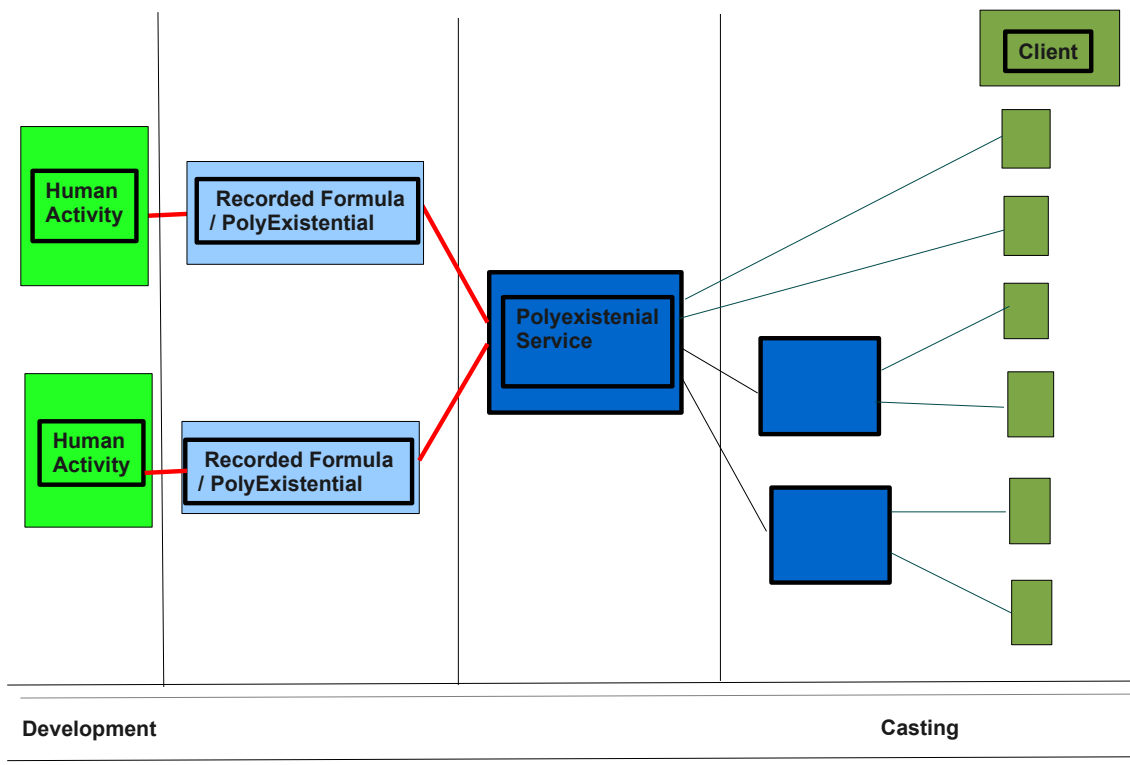 Client
Human
Activity
Recorded Formula
/ PolyExistential
Polyexistenial
Service
Human
Activity
Recorded Formula
/ PolyExistential
Development
Casting